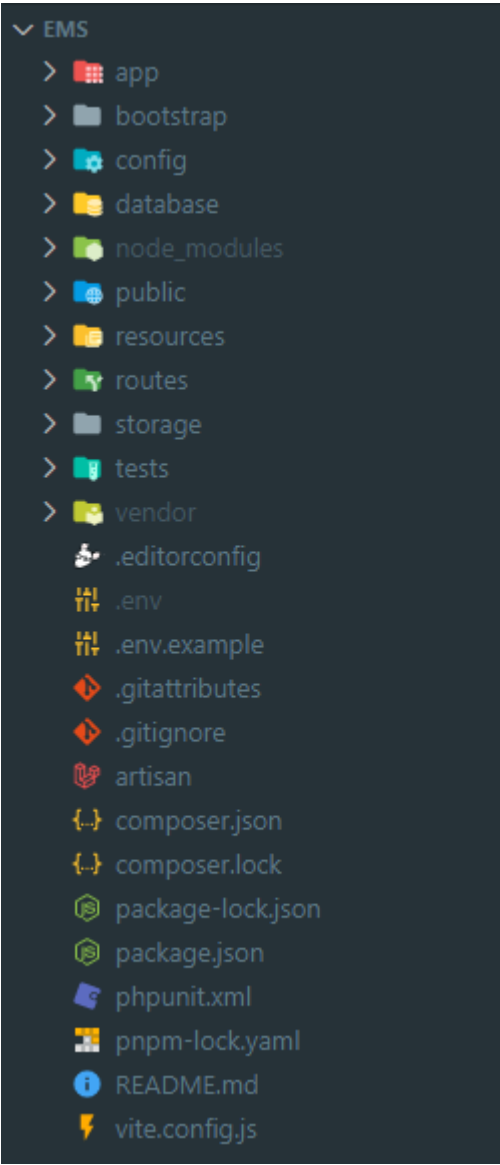 EMS
app
bootstrap
config
database
node_modules
public
resources
routes
storage
tests
vendor
.editorconfig
.env
.env.example
.gitattributes
.gitignore
artisan
composer.json
composer.lock
package-lock.json
package.json
phpunit.xml
pnpm-lock.yaml
README.md
vite.config.js